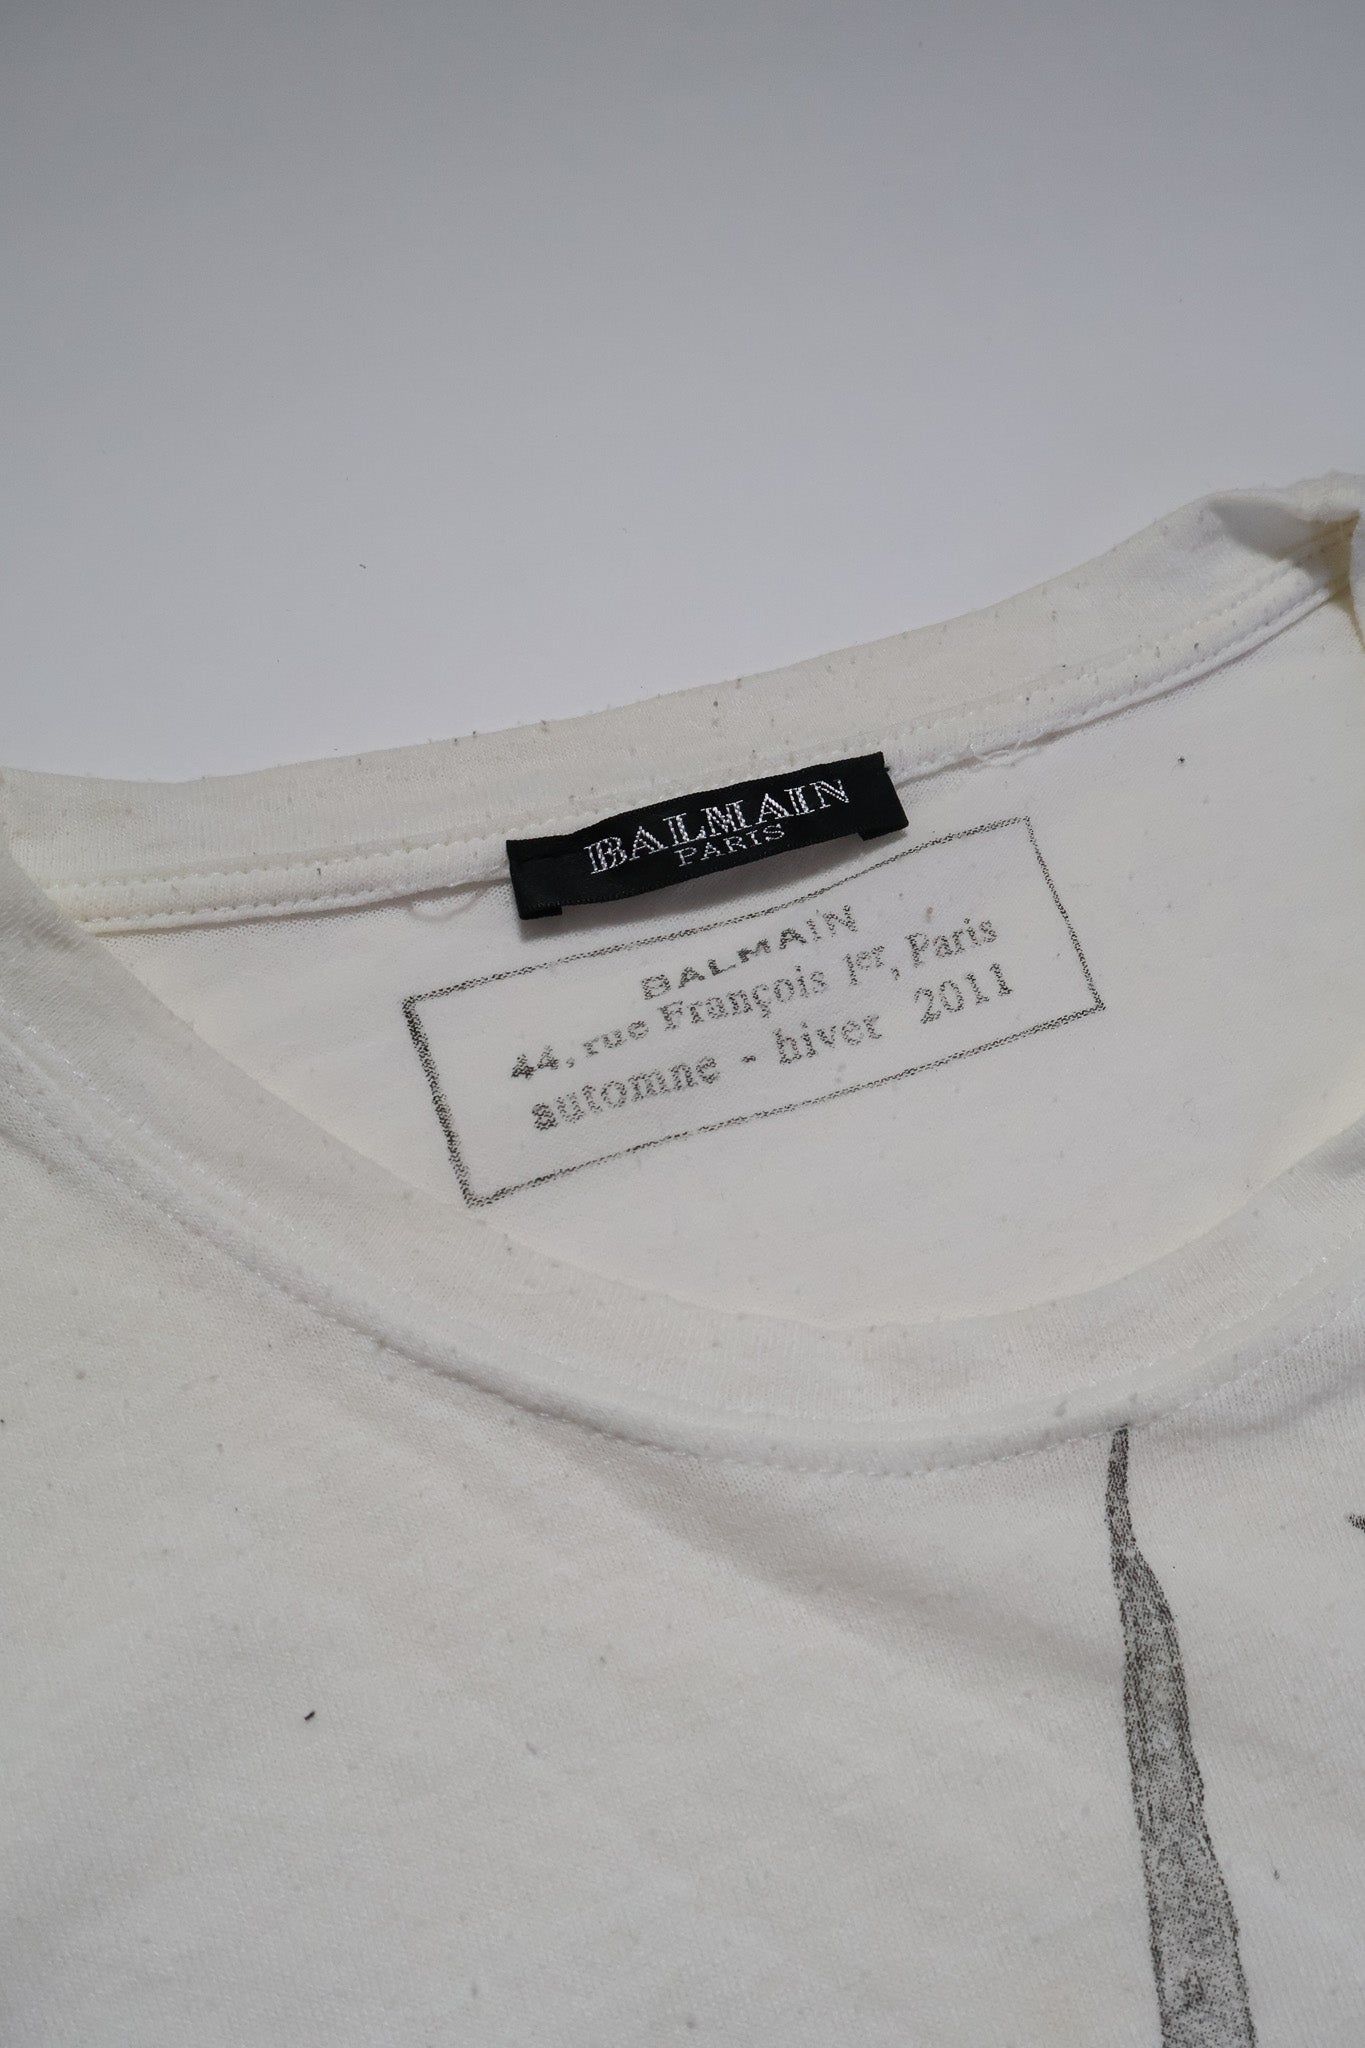 BALMAIN
PARIS
BALMAIN
44, rue François 1er, Paris
automne - hiver 2011